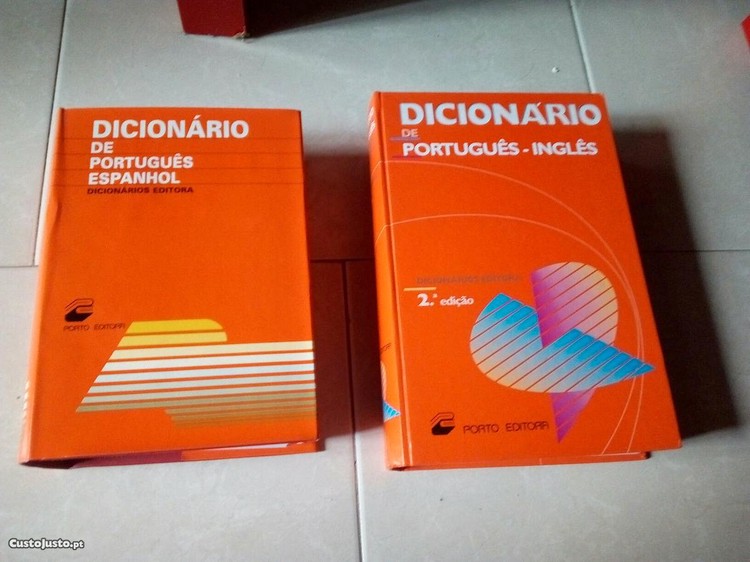 DICIONÁRIO
DE
PORTUGUÊS
ESPANHOL
DICIONÁRIOS EDITORA
PORTO EDITORA
DICIONÁRIO
DE
PORTUGUÊS-INGLÊS
DICIONÁRIOS EDITORA
2.ª edição
PORTO EDITORA
CustoJusto.pt